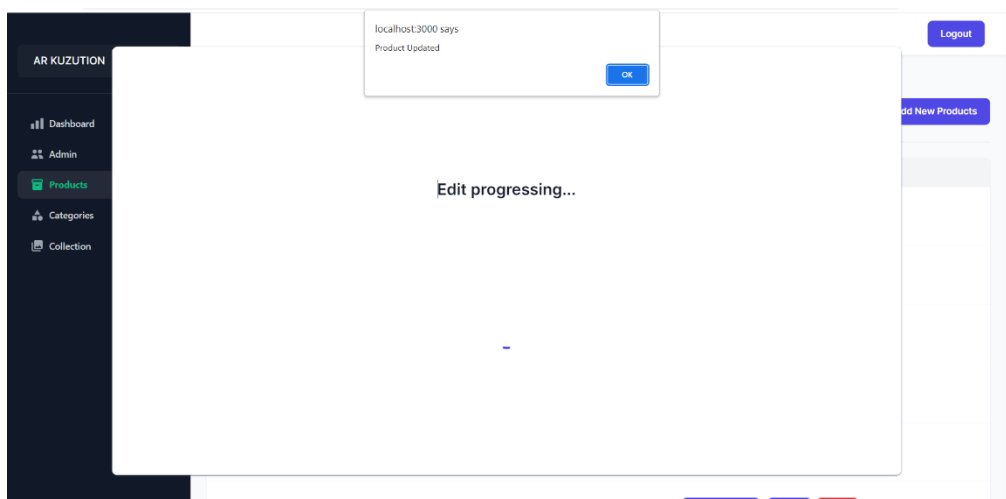 localhost:3000 says
Product Updated
OK
Logout
AR KUZUTION
dd New Products
Dashboard
Admin
Products
Categories
Collection
Edit progressing...